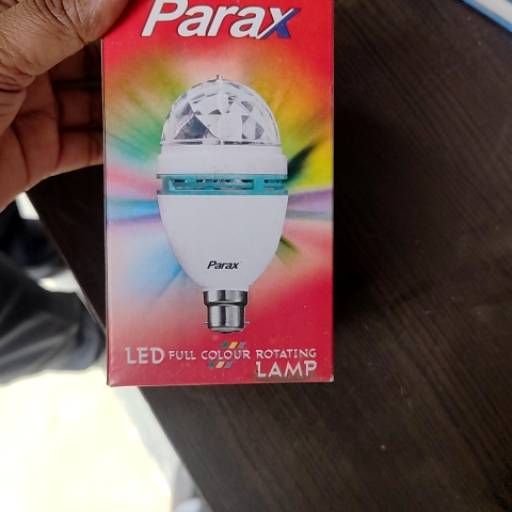 Parax
Parax
LED FULL COLOUR ROTATING
LAMP